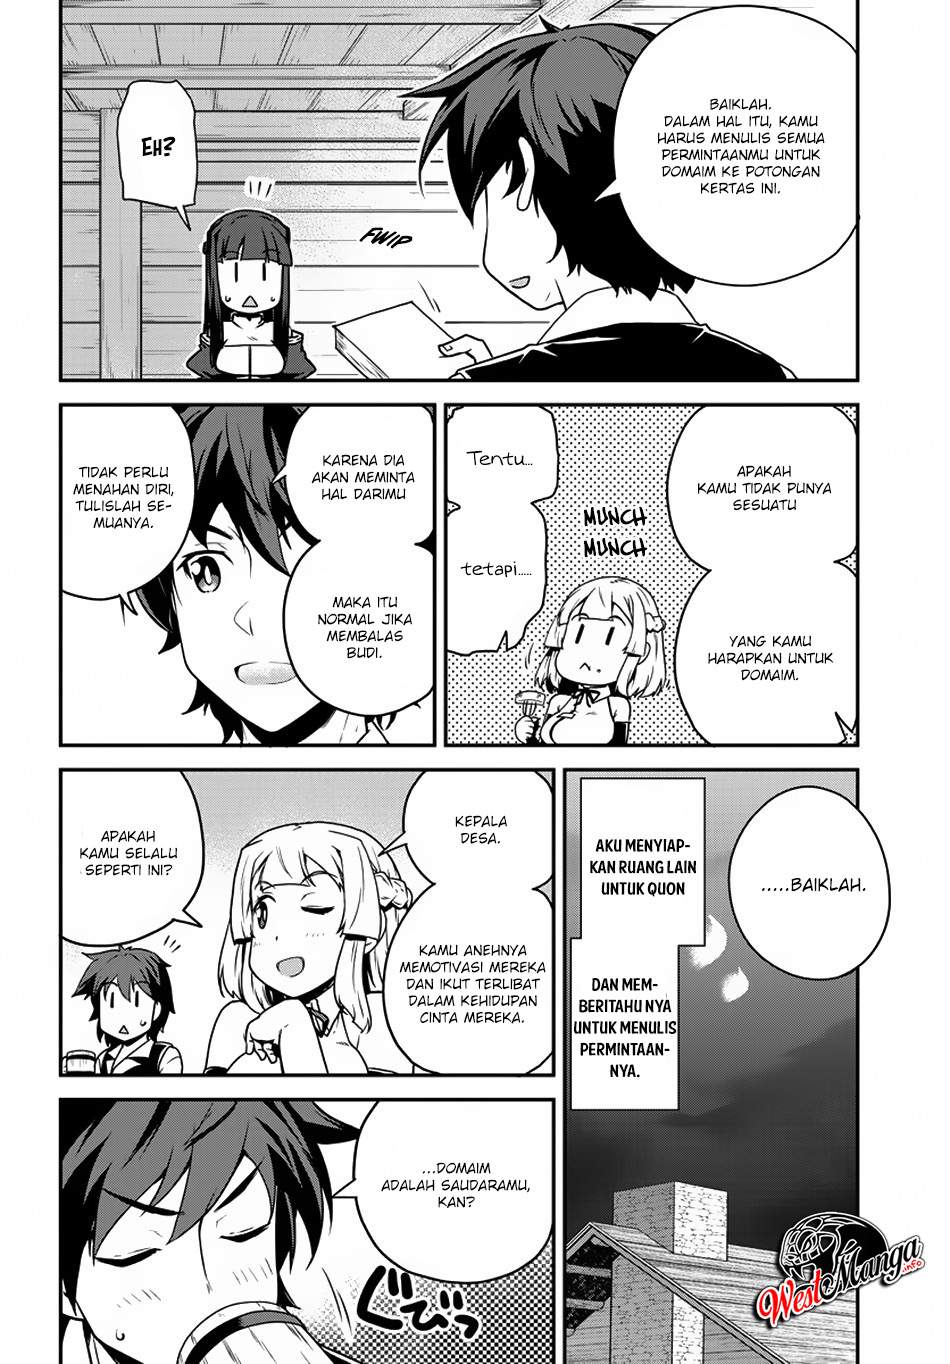 BAIKLAH.
DALAM HAL ITU, KAMU
HARUS MENULIS SEMUA
PERMINTAANMU UNTUK
DOMAIM KE POTONGAN
KERTAS INI.
EH?
FWIP
APAKAH
KAMU TIDAK PUNYA
SESUATU
YANG KAMU
HARAPKAN UNTUK
DOMAIM.
MUNCH
MUNCH
Tentu...
tetapi.....
KARENA DIA
AKAN MEMINTA
HAL DARIMU
MAKA ITU
NORMAL JIKA
MEMBALAS
BUDI.
TIDAK PERLU
MENAHAN DIRI,
TULISLAH SE-
MUANYA.
.....BAIKLAH.
AKU MENYIAP-
KAN RUANG LAIN
UNTUK QUON
DAN MEM-
BERITAHU NYA
UNTUK MENULIS
PERMINTAAN-
NYA.
KEPALA
DESA.
KAMU ANEHNYA
MEMOTIVASI MEREKA
DAN IKUT TERLIBAT
DALAM KEHIDUPAN
CINTA MEREKA.
APAKAH
KAMU SELALU
SEPERTI INI?
...DOMAIM
ADALAH SAUDARAMU,
KAN?
ぐびっ
WestManga.info